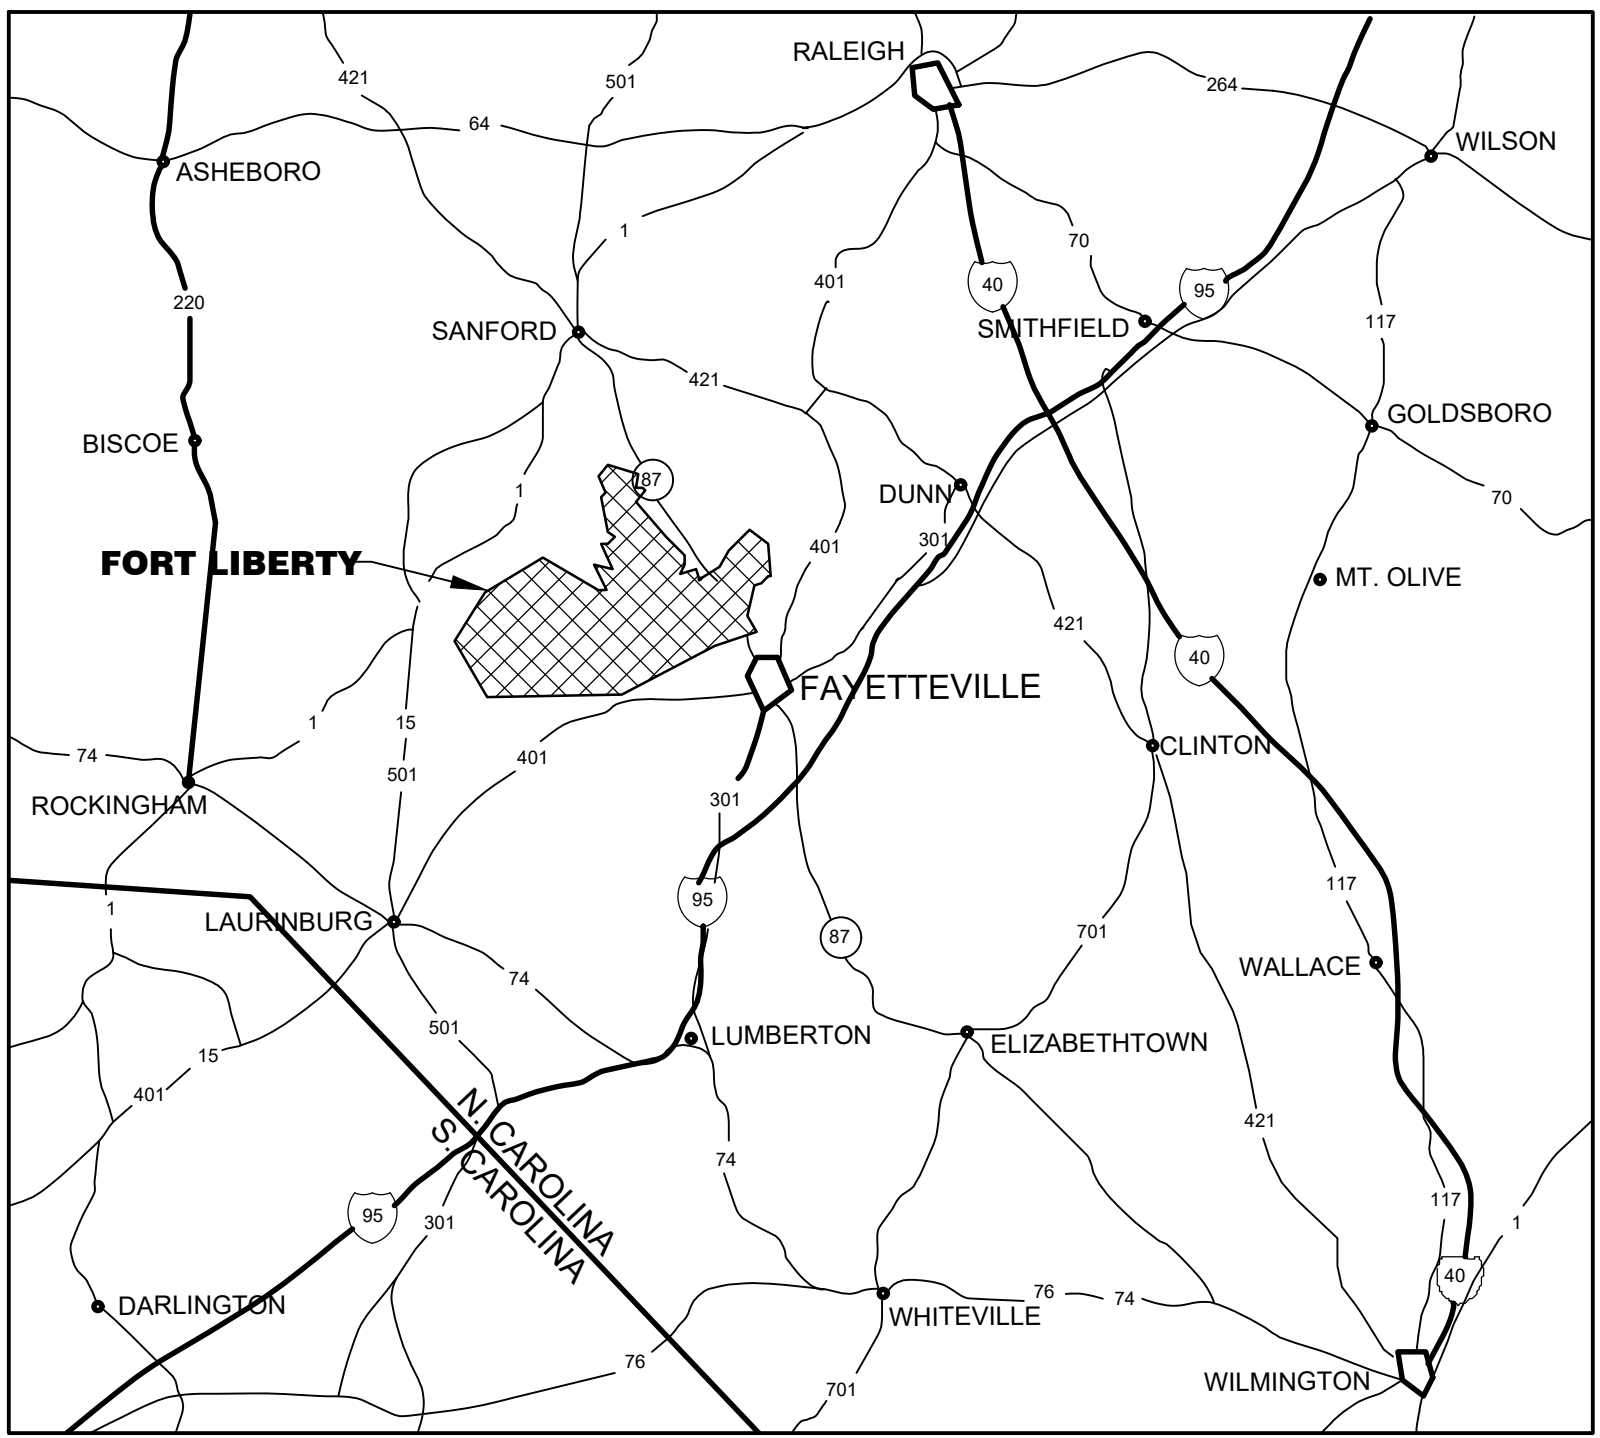 RALEIGH
421
501
264
64
WILSON
ASHEBORO
1
70
401
40
95
220
117
SANFORD
SMITHFIELD
421
GOLDSBORO
BISCOE
87
1
DUNN
70
301
401
FORT LIBERTY
MT. OLIVE
421
40
FAYETTEVILLE
1
15
74
401
CLINTON
501
301
ROCKINGHAM
117
95
1
LAURINBURG
701
87
WALLACE
74
501
LUMBERTON
ELIZABETHTOWN
15
401
N. CAROLINA
S. CAROLINA
421
74
117
95
301
1
40
76
74
DARLINGTON
WHITEVILLE
76
WILMINGTON
701